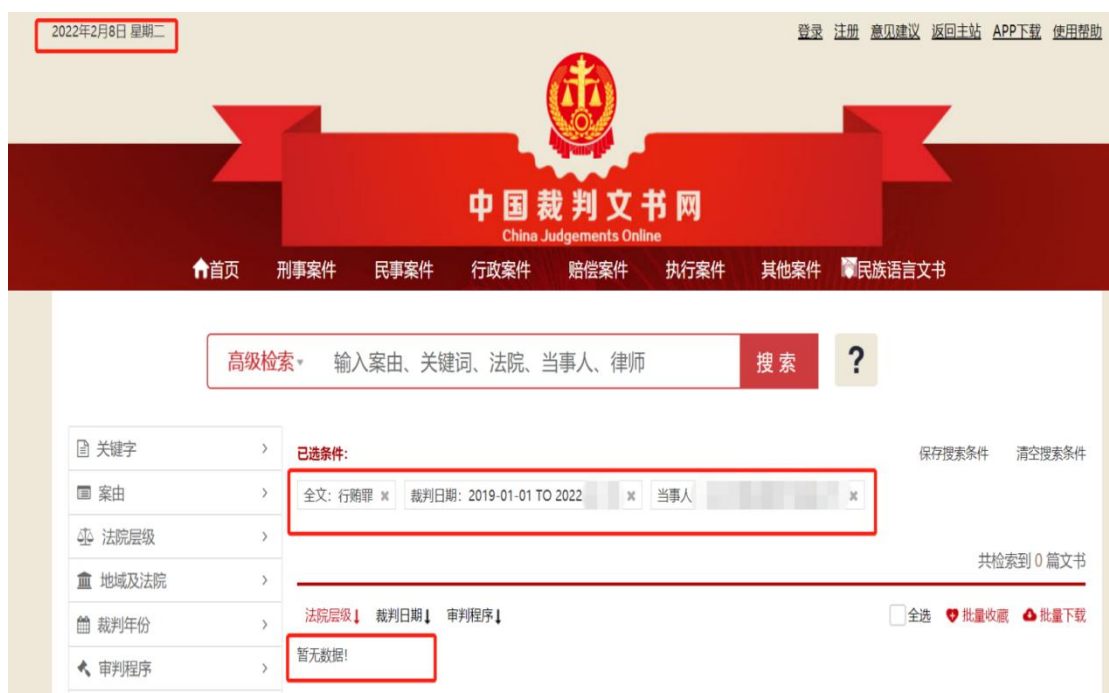 2022年2月8日 星期二
登录 注册 意见建议 返回主站 APP下载 使用帮助
中国裁判文书网
China Judgements Online
首页 刑事案件 民事案件 行政案件 赔偿案件 执行案件 其他案件 民族语言文书
高级检索 输入案由、关键词、法院、当事人、律师 搜索 ?
关键字
已选条件:
保存搜索条件 清空搜索条件
案由
全文: 行贿罪 × 裁判日期: 2019-01-01 TO 2022 × 当事人 ×
法院层级
共检索到 0 篇文书
地域及法院
法院层级 裁判日期 审判程序
全选 批量收藏 批量下载
裁判年份
暂无数据!
审判程序